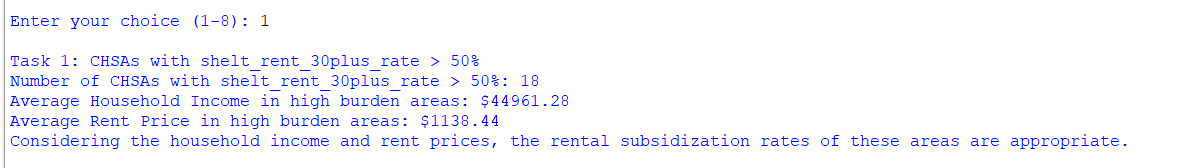 Enter your choice (1-8): 1
Task 1: CHSAs with shelt_rent_30plus_rate > 50%
Number of CHSAs with shelt_rent_30plus_rate > 50%: 18
Average Household Income in high burden areas: $44961.28
Average Rent Price in high burden areas: $1138.44
Considering the household income and rent prices, the rental subsidization rates of these areas are appropriate.